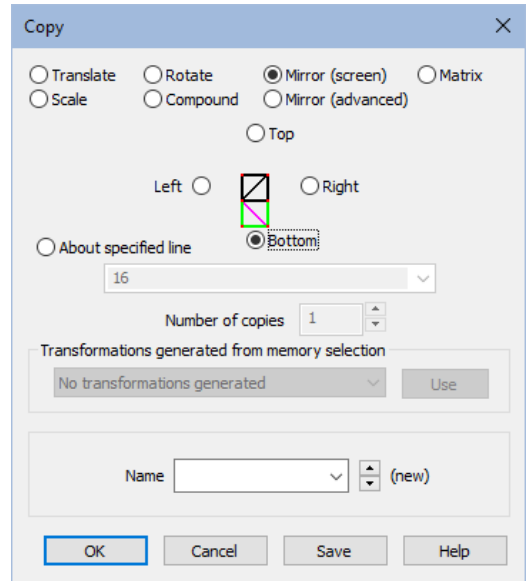 Copy
Translate Rotate Mirror (screen) Matrix
Scale Compound Mirror (advanced)
Top
Left Right
Bottom
About specified line
16
Number of copies 1
Transformations generated from memory selection
No transformations generated Use
Name (new)
OK Cancel Save Help